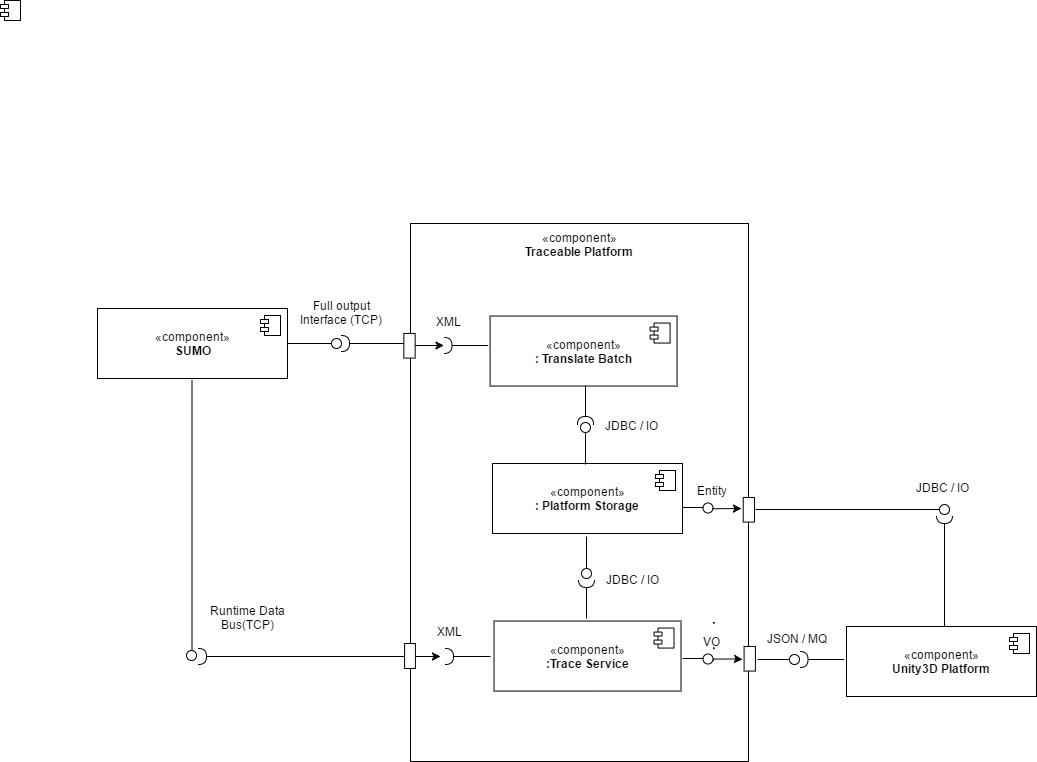 «component»
Traceable Platform
Full output
Interface (TCP)
XML
«component»
SUMO
«component»
: Translate Batch
JDBC / IO
«component»
: Platform Storage
Entity
JDBC / IO
JDBC / IO
Runtime Data
Bus(TCP)
XML
«component»
:Trace Service
VO
JSON / MQ
«component»
Unity3D Platform